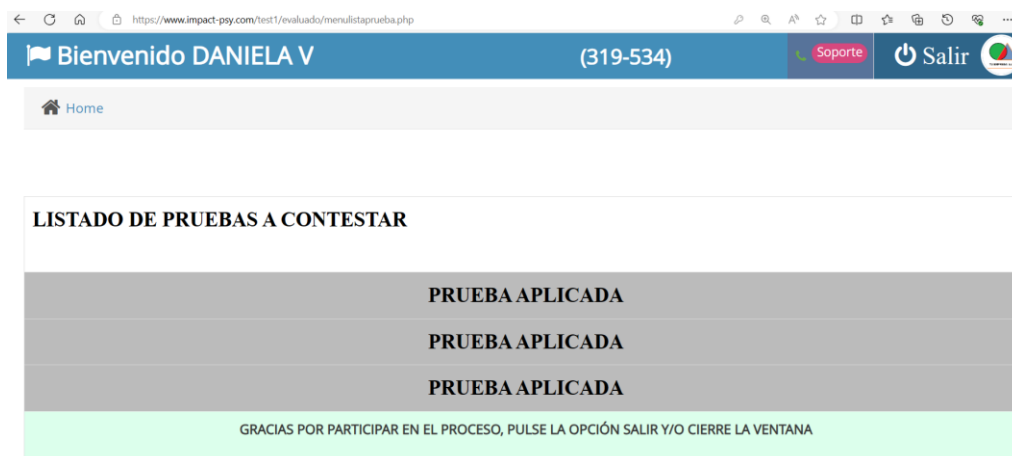 https://www.impact-psy.com/test1/evaluado/menulistaprueba.php
Bienvenido DANIELA V (319-534) Soporte Salir
Home
LISTADO DE PRUEBAS A CONTESTAR
PRUEBA APLICADA
PRUEBA APLICADA
PRUEBA APLICADA
GRACIAS POR PARTICIPAR EN EL PROCESO, PULSE LA OPCIÓN SALIR Y/O CIERRE LA VENTANA